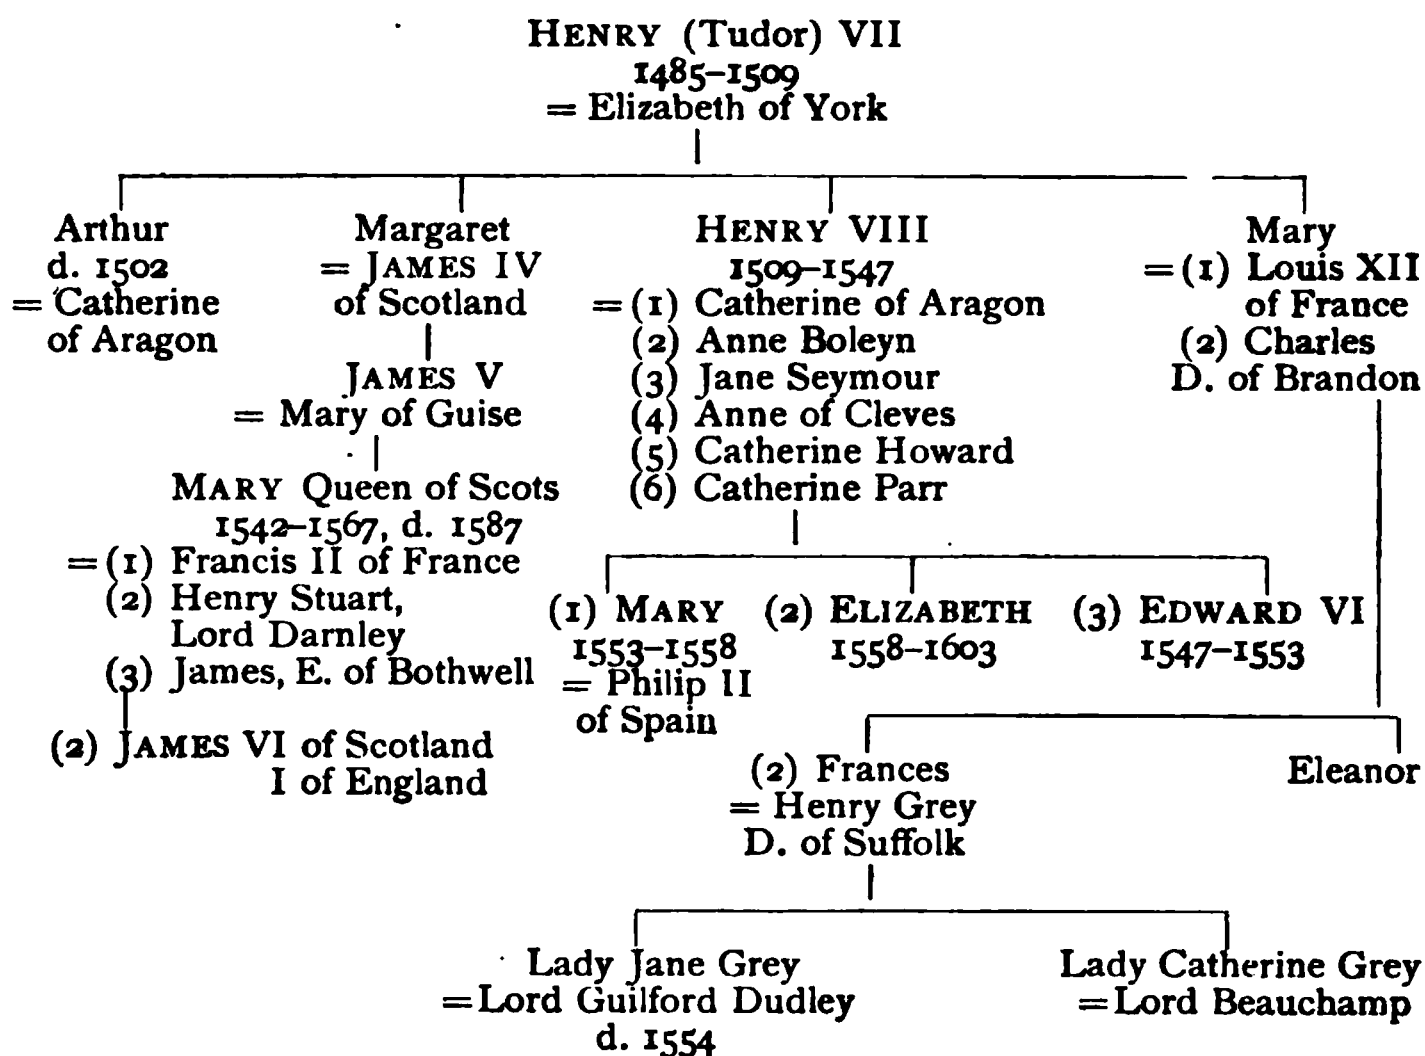 HENRY (Tudor) VII
1485–1509
= Elizabeth of York
Arthur
d. 1502
= Catherine
of Aragon
Margaret
= JAMES IV
of Scotland
JAMES V
= Mary of Guise
MARY Queen of Scots
1542–1567, d. 1587
= (1) Francis II of France
(2) Henry Stuart,
Lord Darnley
(3) James, E. of Bothwell
(2) JAMES VI of Scotland
I of England
HENRY VIII
1509–1547
= (1) Catherine of Aragon
(2) Anne Boleyn
(3) Jane Seymour
(4) Anne of Cleves
(5) Catherine Howard
(6) Catherine Parr
(1) MARY
1553–1558
= Philip II
of Spain
(2) ELIZABETH
1558–1603
(3) EDWARD VI
1547–1553
Mary
= (1) Louis XII
of France
(2) Charles
D. of Brandon
(2) Frances
= Henry Grey
D. of Suffolk
Eleanor
Lady Jane Grey
= Lord Guilford Dudley
d. 1554
Lady Catherine Grey
= Lord Beauchamp